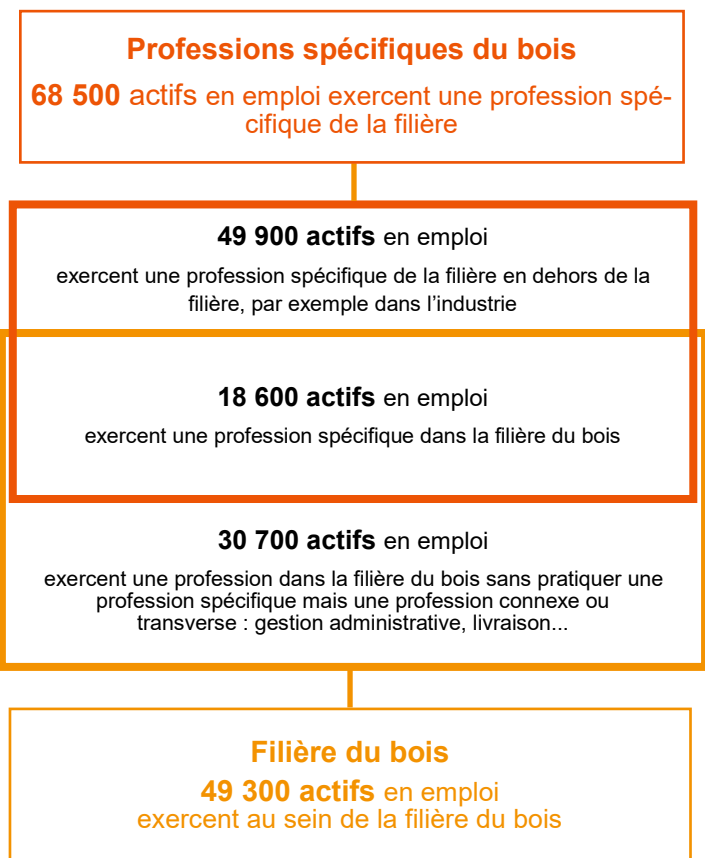 Professions spécifiques du bois
68 500 actifs en emploi exercent une profession spé-
cifique de la filière
49 900 actifs en emploi
exercent une profession spécifique de la filière en dehors de la
filière, par exemple dans l’industrie
18 600 actifs en emploi
exercent une profession spécifique dans la filière du bois
30 700 actifs en emploi
exercent une profession dans la filière du bois sans pratiquer une
profession spécifique mais une profession connexe ou
transverse : gestion administrative, livraison...
Filière du bois
49 300 actifs en emploi
exercent au sein de la filière du bois